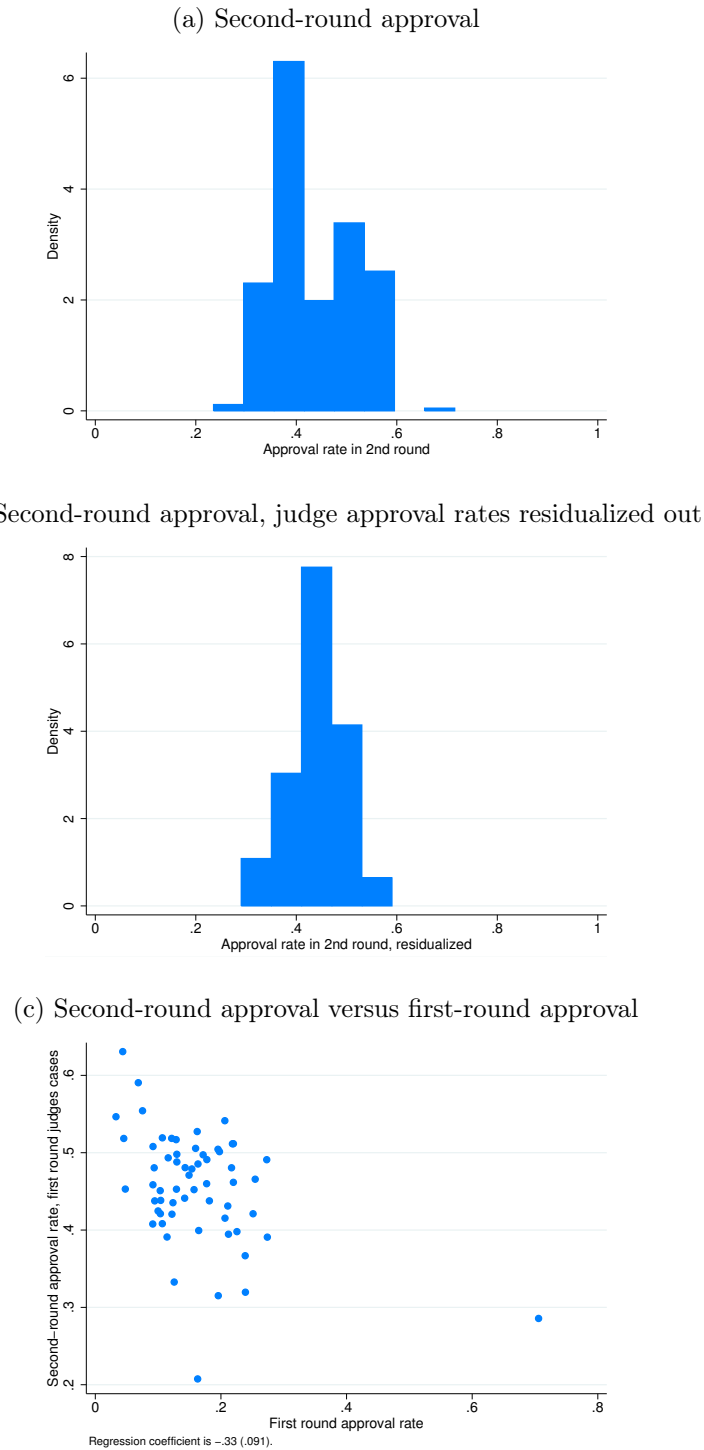 (a) Second-round approval
6
4
2
0
Density
0 .2 .4 .6 .8 1
Approval rate in 2nd round
Second-round approval, judge approval rates residualized out
8
6
4
2
0
Density
0 .2 .4 .6 .8 1
Approval rate in 2nd round, residualized
(c) Second-round approval versus first-round approval
.6
.5
.4
.3
.2
Second−round approval rate, first round judges cases
0 .2 .4 .6 .8
First round approval rate
Regression coefficient is −.33 (.091).